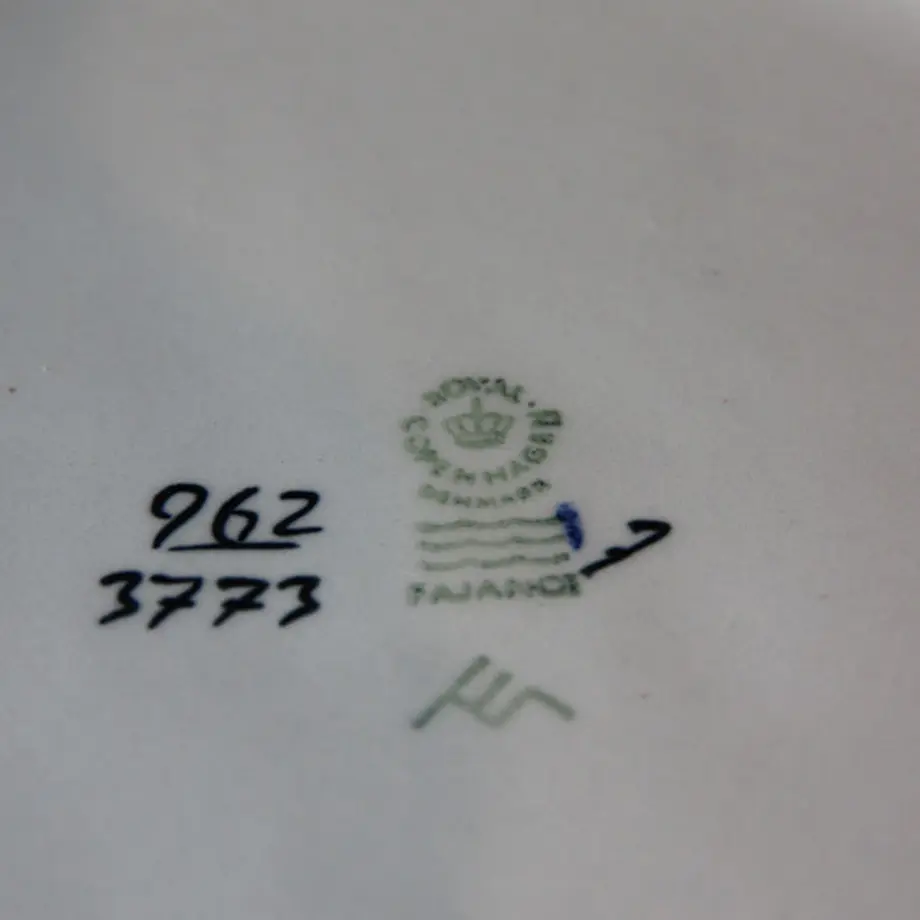 ROYAL
COPENHAGEN
DENMARK
FAJANCE
962
3773